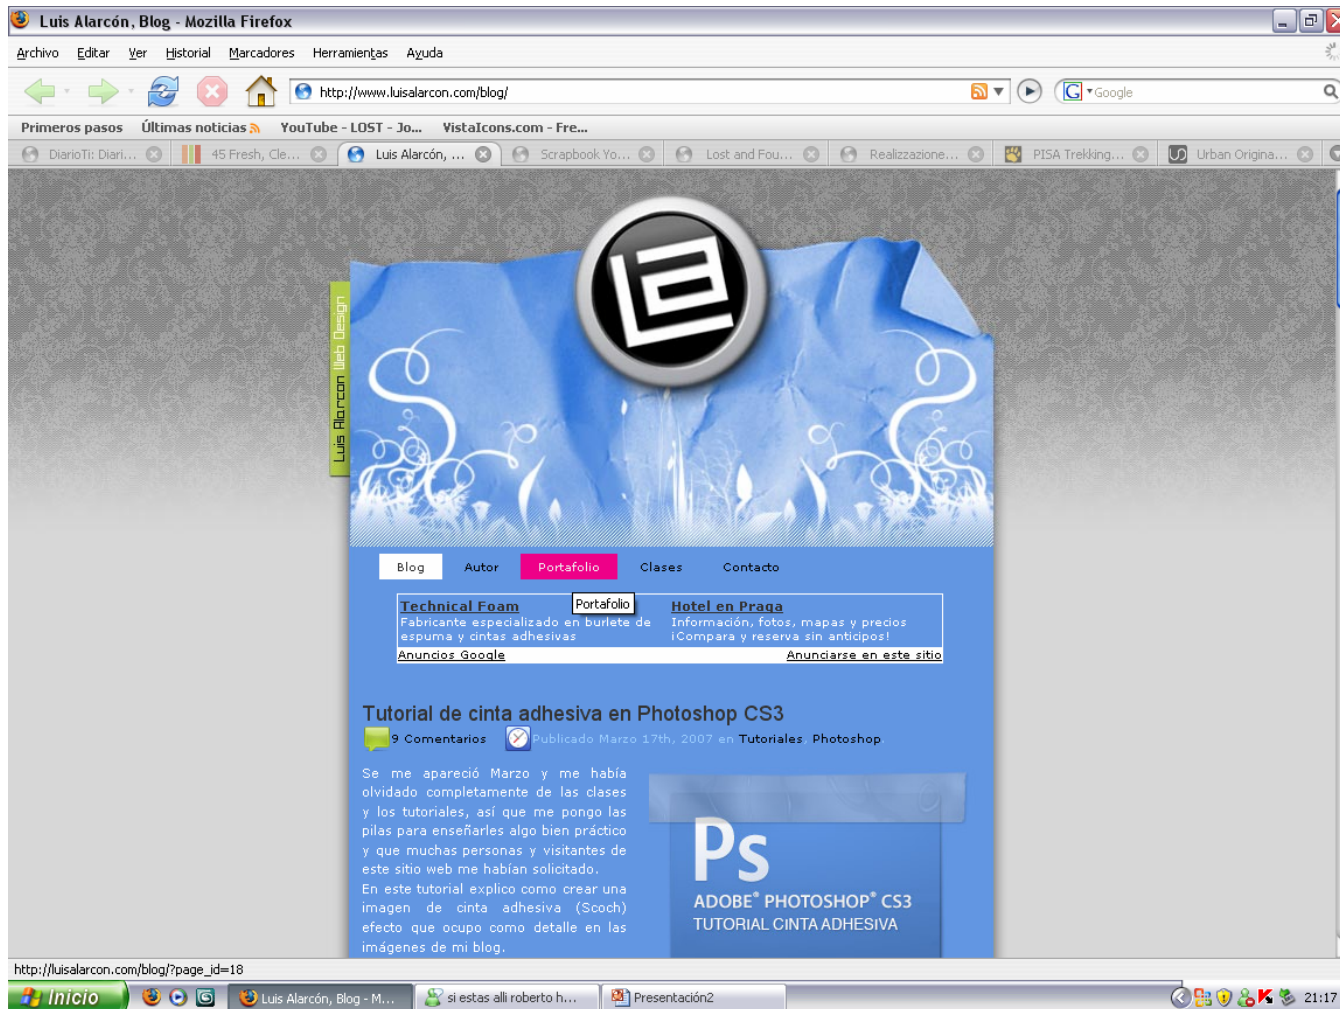 Luis Alarcón, Blog - Mozilla Firefox
Archivo Editar Ver Historial Marcadores Herramientas Ayuda
http://www.luisalarcon.com/blog/
Google
Primeros pasos Últimas noticias YouTube - LOST - Jo... VistaIcons.com - Fre...
DiarioTi: Diari... 45 Fresh, Cle... Luis Alarcón, ... Scrapbook Yo... Lost and Fou... Realizzazione... PISA Trekking... Urban Origina...
Luis Alarcon Web Design
Blog Autor Portafolio Clases Contacto
Portafolio
Technical Foam
Fabricante especializado en burlete de
espuma y cintas adhesivas
Hotel en Praga
Información, fotos, mapas y precios
¡Compara y reserva sin anticipos!
Anuncios Google Anunciarse en este sitio
Tutorial de cinta adhesiva en Photoshop CS3
9 Comentarios Publicado Marzo 17th, 2007 en Tutoriales, Photoshop.
Se me apareció Marzo y me había
olvidado completamente de las clases
y los tutoriales, así que me pongo las
pilas para enseñarles algo bien práctico
y que muchas personas y visitantes de
este sitio web me habían solicitado.
En este tutorial explico como crear una
imagen de cinta adhesiva (Scoch)
efecto que ocupo como detalle en las
imágenes de mi blog.
Ps
ADOBE® PHOTOSHOP® CS3
TUTORIAL CINTA ADHESIVA
http://luisalarcon.com/blog/?page_id=18
Inicio Luis Alarcón, Blog - M... si estas alli roberto h... Presentación2 21:17